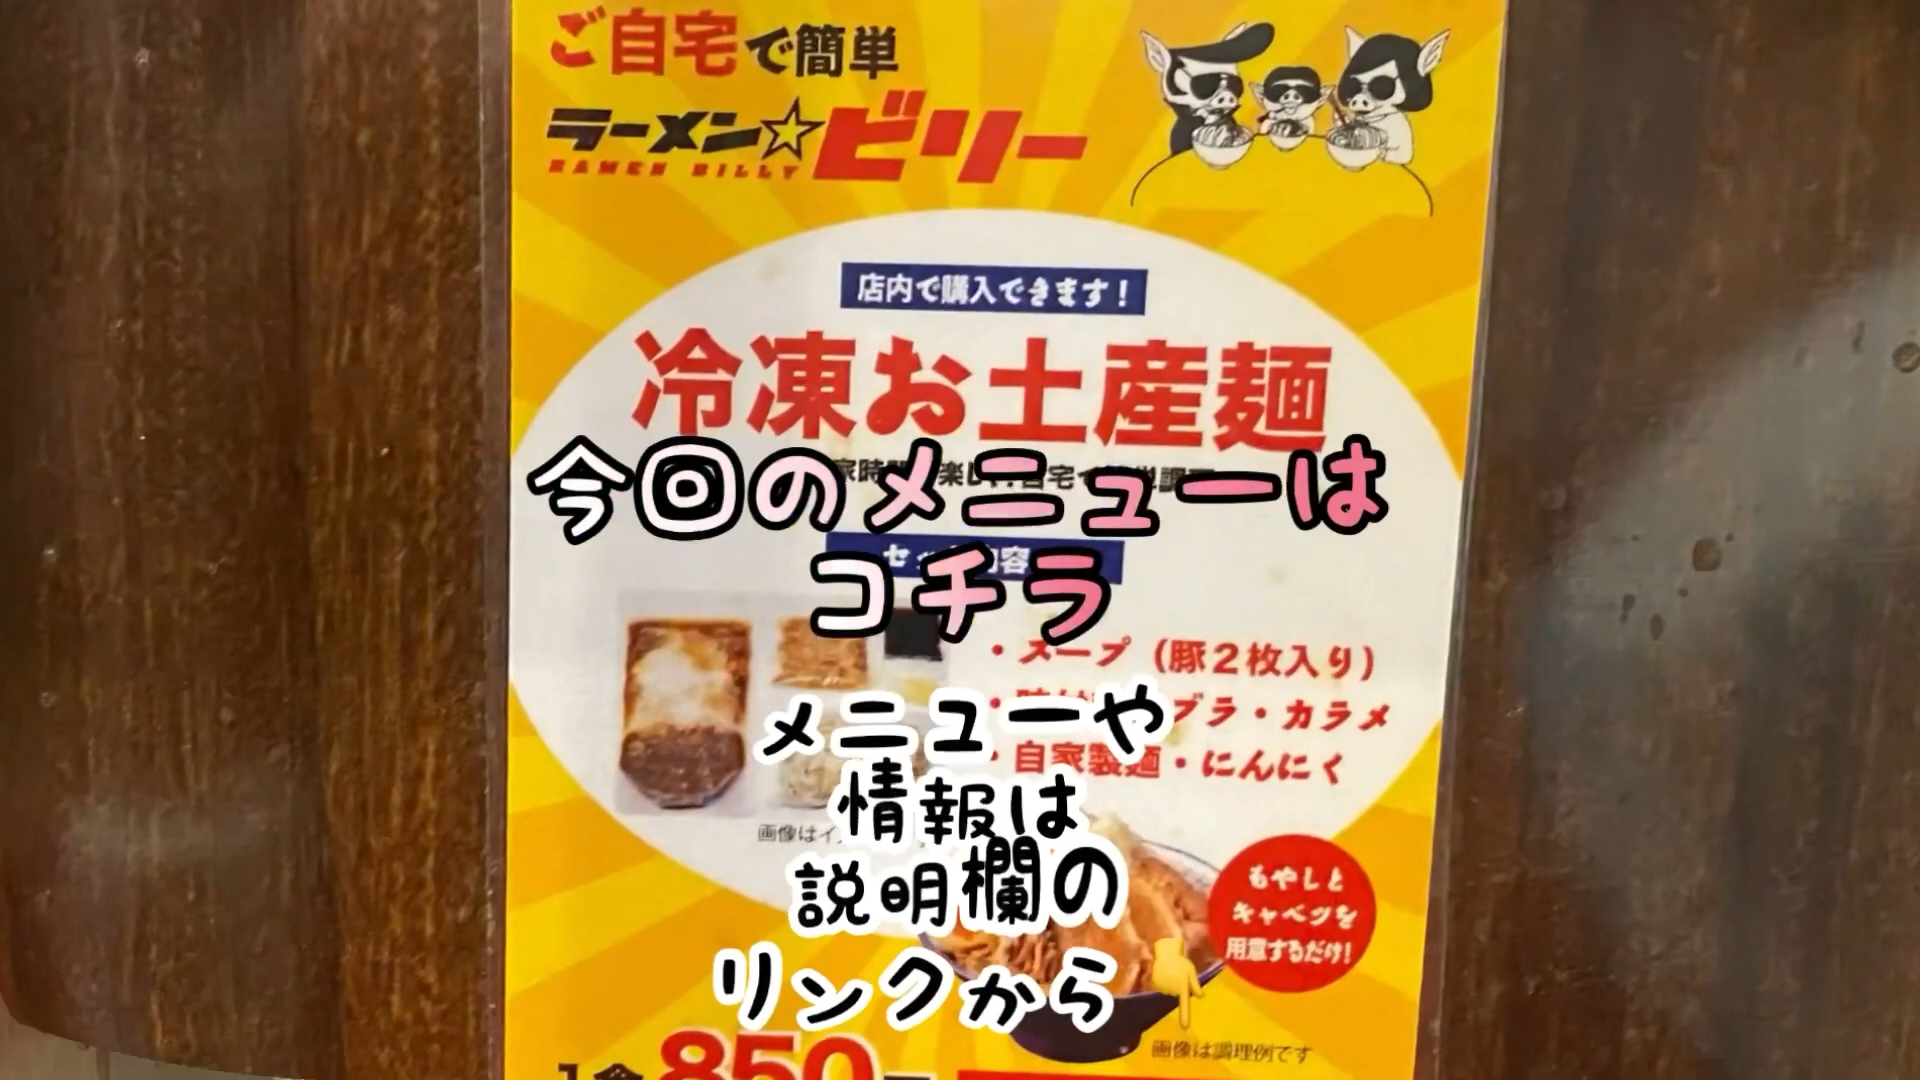 ご自宅で簡単
ラーメン☆ビリー
RAMEN BILLY
店内で購入できます!
冷凍お土産麺
今回のメニューは
コチラ
・スープ(豚2枚入り)
ブラ・カラメ
・自家製麺・にんにく
メニューや
情報は
説明欄の
リンクから
画像はイ
もやしと
キャベツを
用意するだけ!
画像は調理例です
1食850